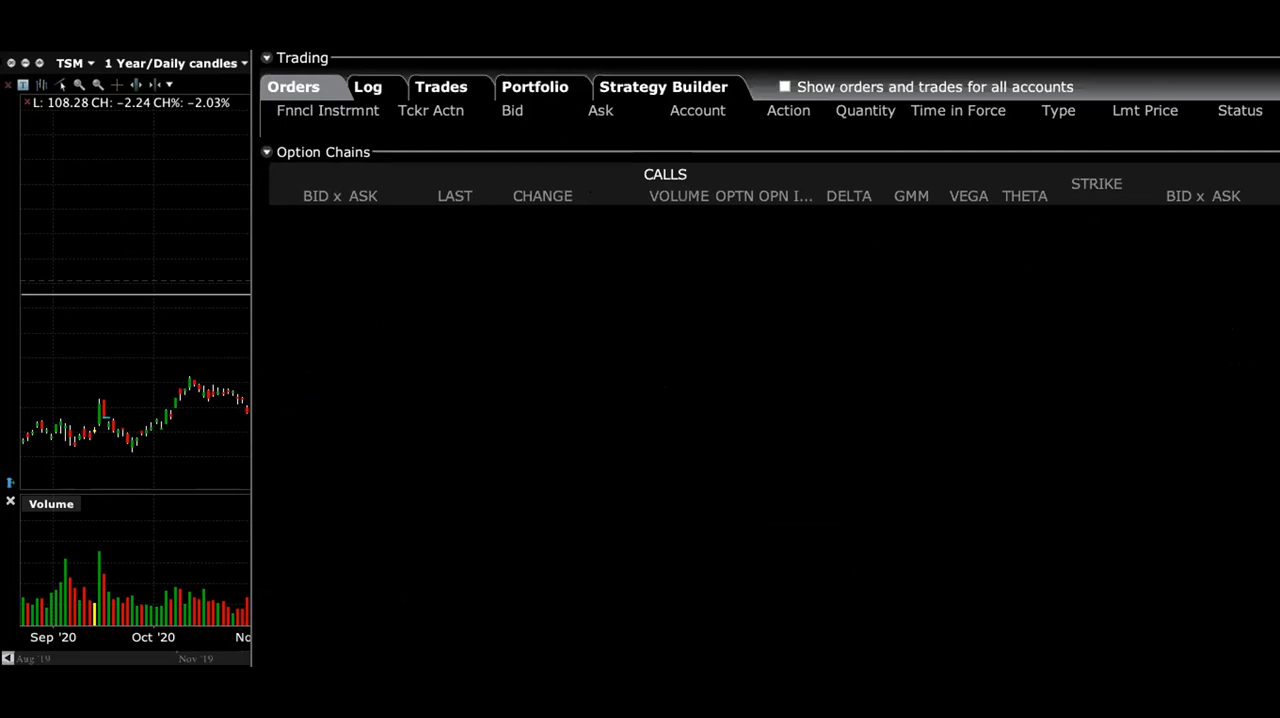 TSM 1 Year/Daily candles
L: 108.28 CH: −2.24 CH%: −2.03%
Volume
Sep '20 Oct '20 No
Aug '19 Nov '19
Trading
Orders Log Trades Portfolio Strategy Builder Show orders and trades for all accounts
Fnncl Instrmnt Tckr Actn Bid Ask Account Action Quantity Time in Force Type Lmt Price Status
Option Chains
CALLS
STRIKE
BID x ASK LAST CHANGE VOLUME OPTN OPN I... DELTA GMM VEGA THETA BID x ASK